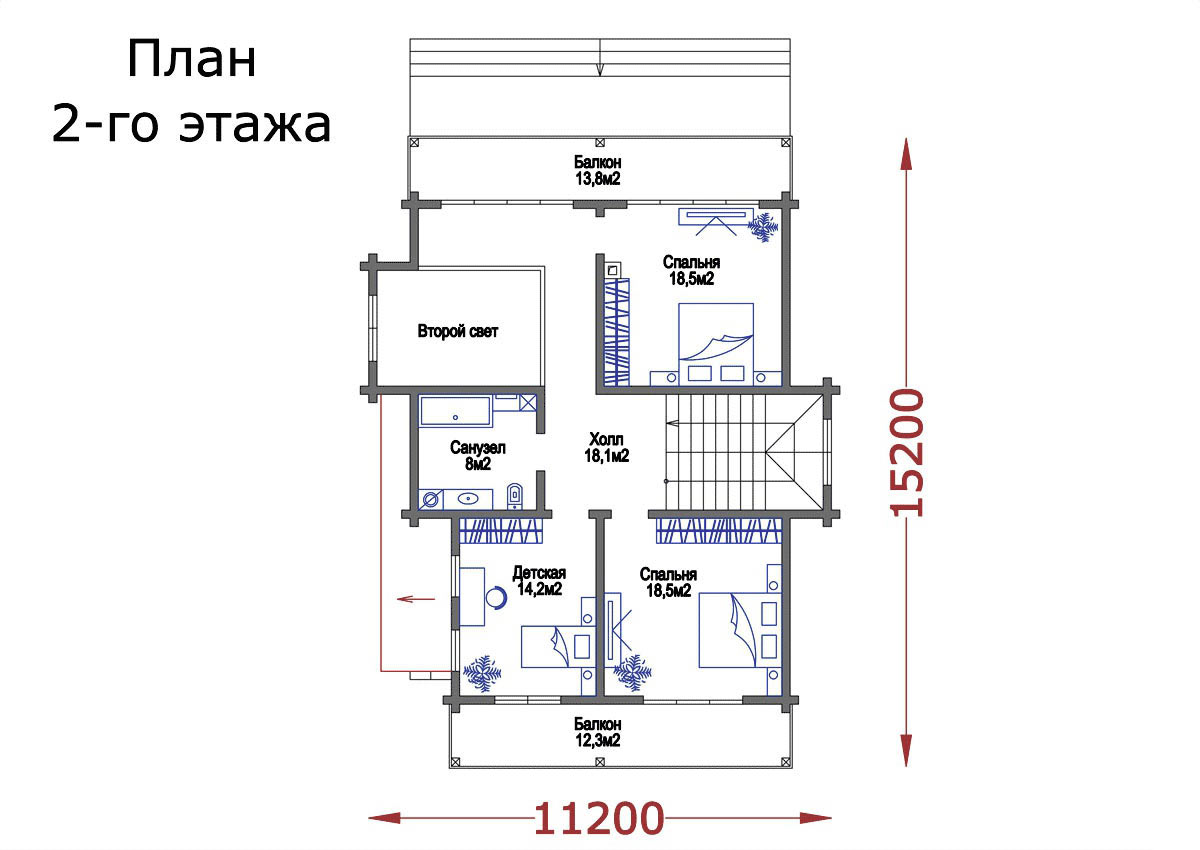 План
2-го этажа
Балкон
13,8м2
Спальня
18,5м2
Второй свет
Санузел
8м2
Холл
18,1м2
15200
Детская
14,2м2
Спальня
18,5м2
Балкон
12,3м2
11200